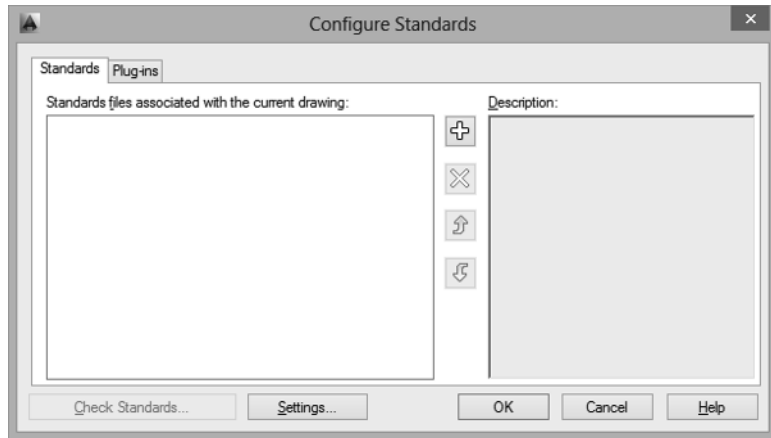 Configure Standards
Standards Plug-ins
Standards files associated with the current drawing:
Description:
Check Standards... Settings... OK Cancel Help